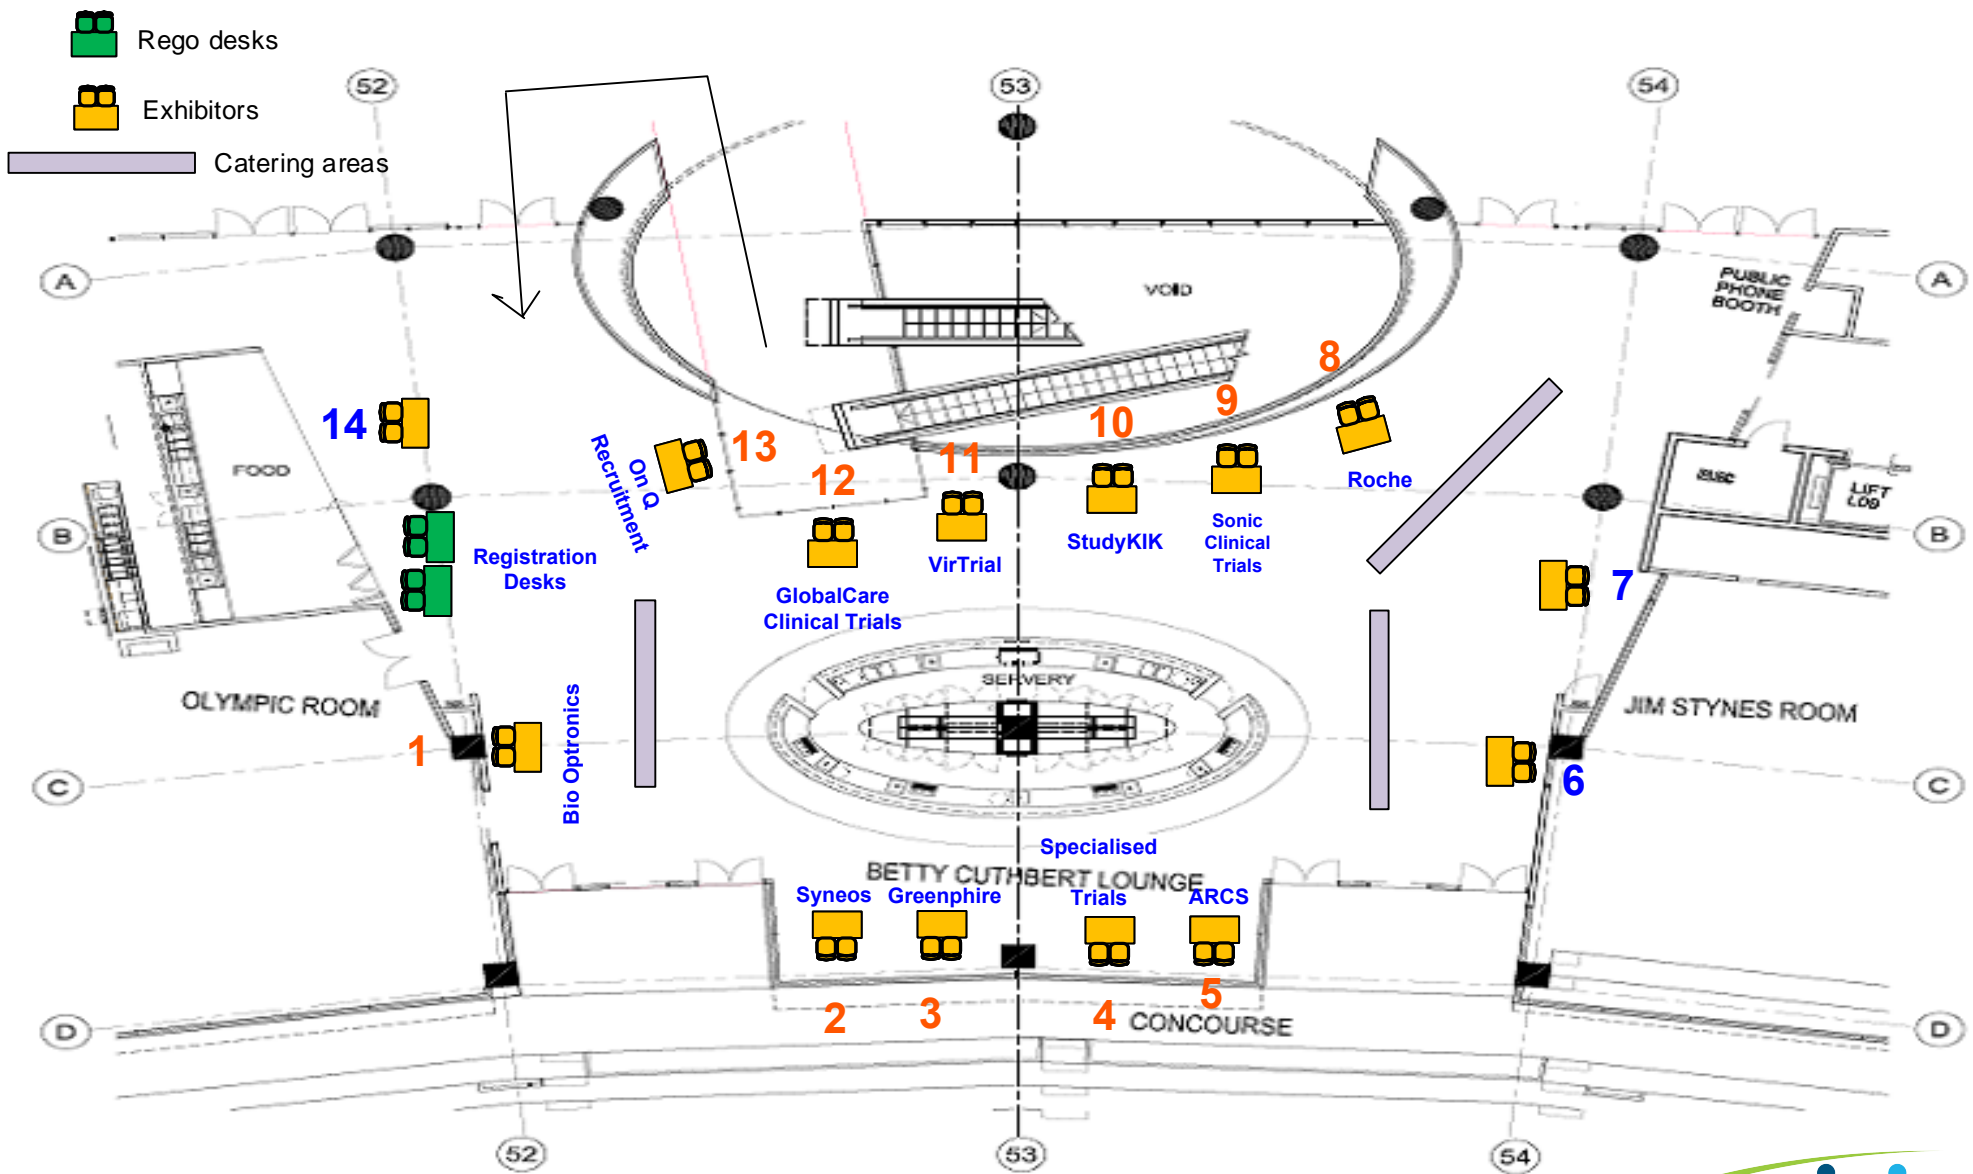 Rego desks
Exhibitors
Catering areas
52
53
54
A
A
VOID
PUBLIC
PHONE
BOOTH
8
9
10
11
12
13
14
FOOD
On Q
Recruitment
Roche
LIFT
B
B
Registration
Desks
GlobalCare
Clinical Trials
VirTrial
StudyKIK
Sonic
Clinical
Trials
7
SERVERY
OLYMPIC ROOM
JIM STYNES ROOM
1
Bio Optronics
6
C
C
Specialised
Trials
BETTY CUTHBERT LOUNGE
Syneos
Greenphire
ARCS
2
3
4
5
CONCOURSE
D
D
52
53
54